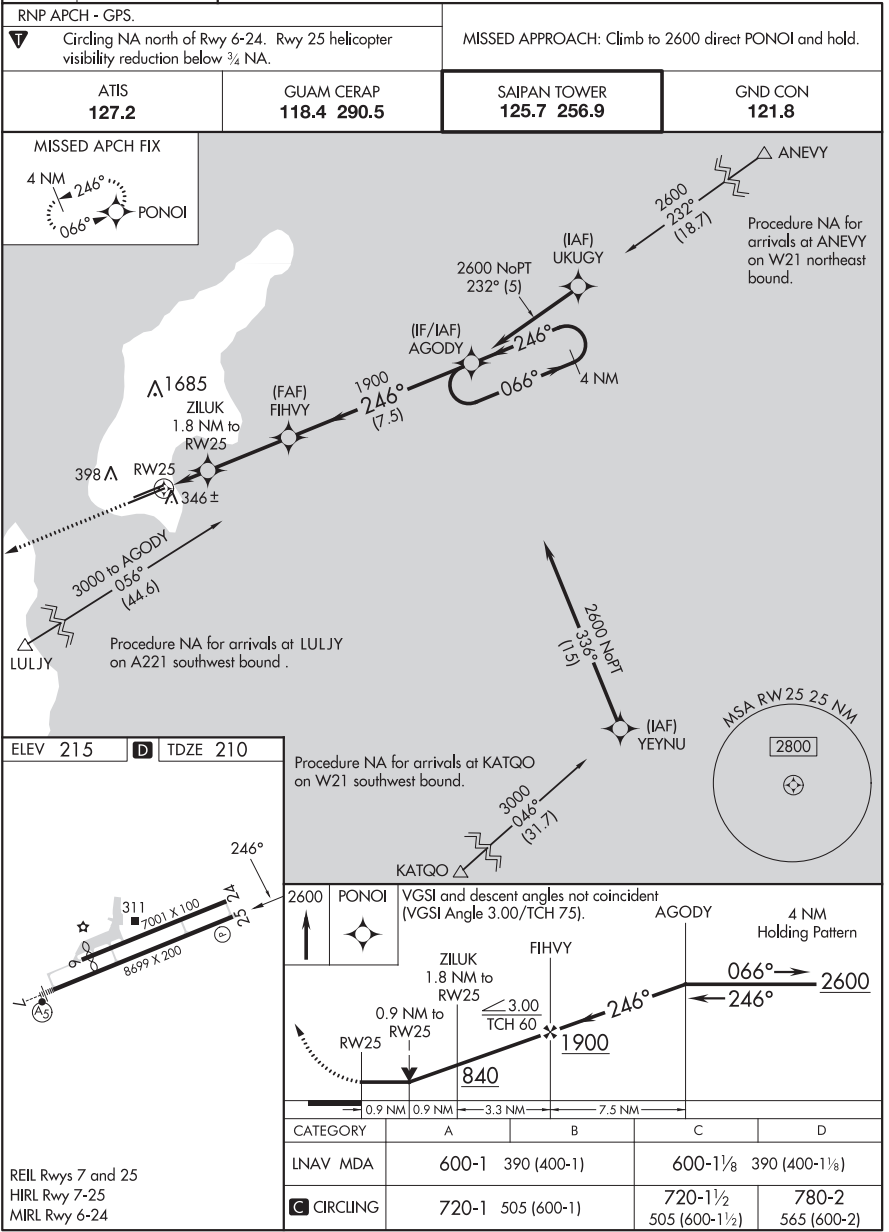 RNP APCH - GPS.
T
Circling NA north of Rwy 6-24. Rwy 25 helicopter
visibility reduction below ¾ NA.
MISSED APPROACH: Climb to 2600 direct PONOI and hold.
ATIS
127.2
GUAM CERAP
118.4 290.5
SAIPAN TOWER
125.7 256.9
GND CON
121.8
MISSED APCH FIX
4 NM
246°
066°
PONOI
ANEVY
2600
232°
(18.7)
Procedure NA for
arrivals at ANEVY
on W21 northeast
bound.
(IAF)
UKUGY
2600 NoPT
232° (5)
(IF/IAF)
AGODY
246°
066°
4 NM
1900
246°
(7.5)
(FAF)
FIHVY
1685
ZILUK
1.8 NM to
RW25
398
RW25
346±
3000 to AGODY
056°
(44.6)
LULJY
Procedure NA for arrivals at LULJY
on A221 southwest bound .
2600 NoPT
336°
(15)
(IAF)
YEYNU
MSA RW 25 25 NM
2800
Procedure NA for arrivals at KATQO
on W21 southwest bound.
3000
046°
(31.7)
KATQO
ELEV 215
D
TDZE 210
246°
311
7001 X 100
24
25
P
6
8699 X 200
7
A5
REIL Rwys 7 and 25
HIRL Rwy 7-25
MIRL Rwy 6-24
2600
PONOI
VGSI and descent angles not coincident
(VGSI Angle 3.00/TCH 75).
AGODY
4 NM
Holding Pattern
FIHVY
ZILUK
1.8 NM to
RW25
066°
2600
246°
246°
3.00
TCH 60
0.9 NM to
RW25
RW25
1900
840
0.9 NM
0.9 NM
3.3 NM
7.5 NM
CATEGORY
A
B
C
D
LNAV MDA
600-1 390 (400-1)
600-1⅛ 390 (400-1⅛)
C CIRCLING
720-1 505 (600-1)
720-1½
505 (600-1½)
780-2
565 (600-2)